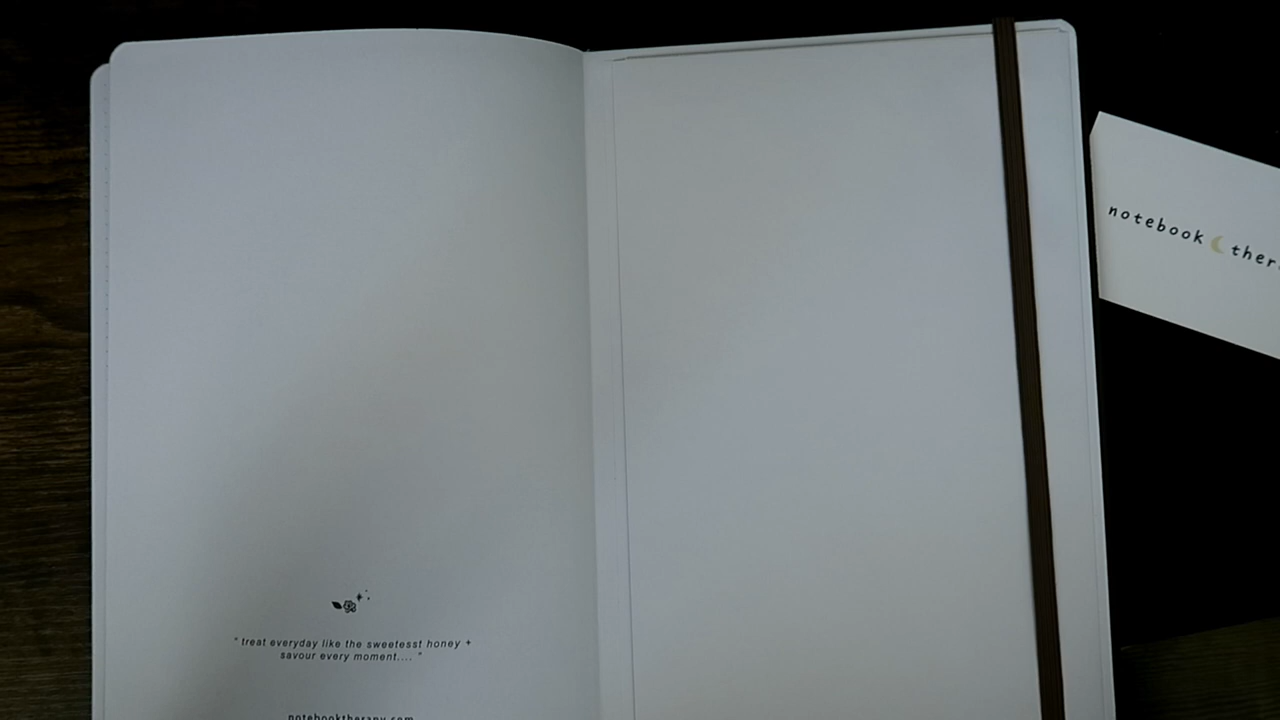 notebook ther
" treat everyday like the sweetesst honey +
savour every moment.... "
notebooktherapy.com